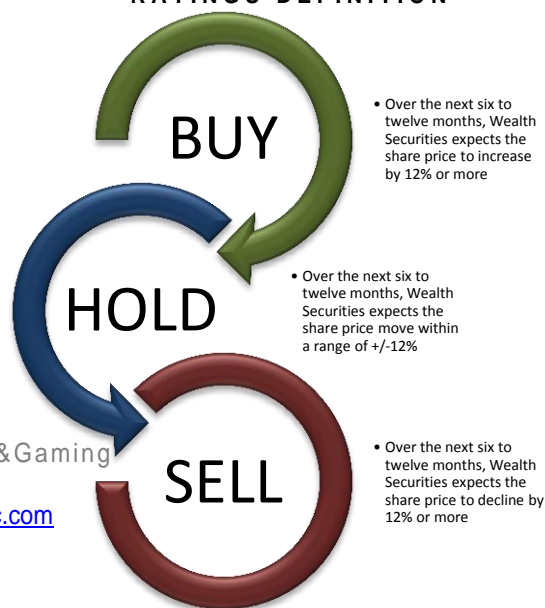 RATINGS DEFINITION
BUY
• Over the next six to
twelve months, Wealth
Securities expects the
share price to increase
by 12% or more
HOLD
• Over the next six to
twelve months, Wealth
Securities expects the
share price move within
a range of +/-12%
&Gaming
c.com
SELL
• Over the next six to
twelve months, Wealth
Securities expects the
share price to decline by
12% or more